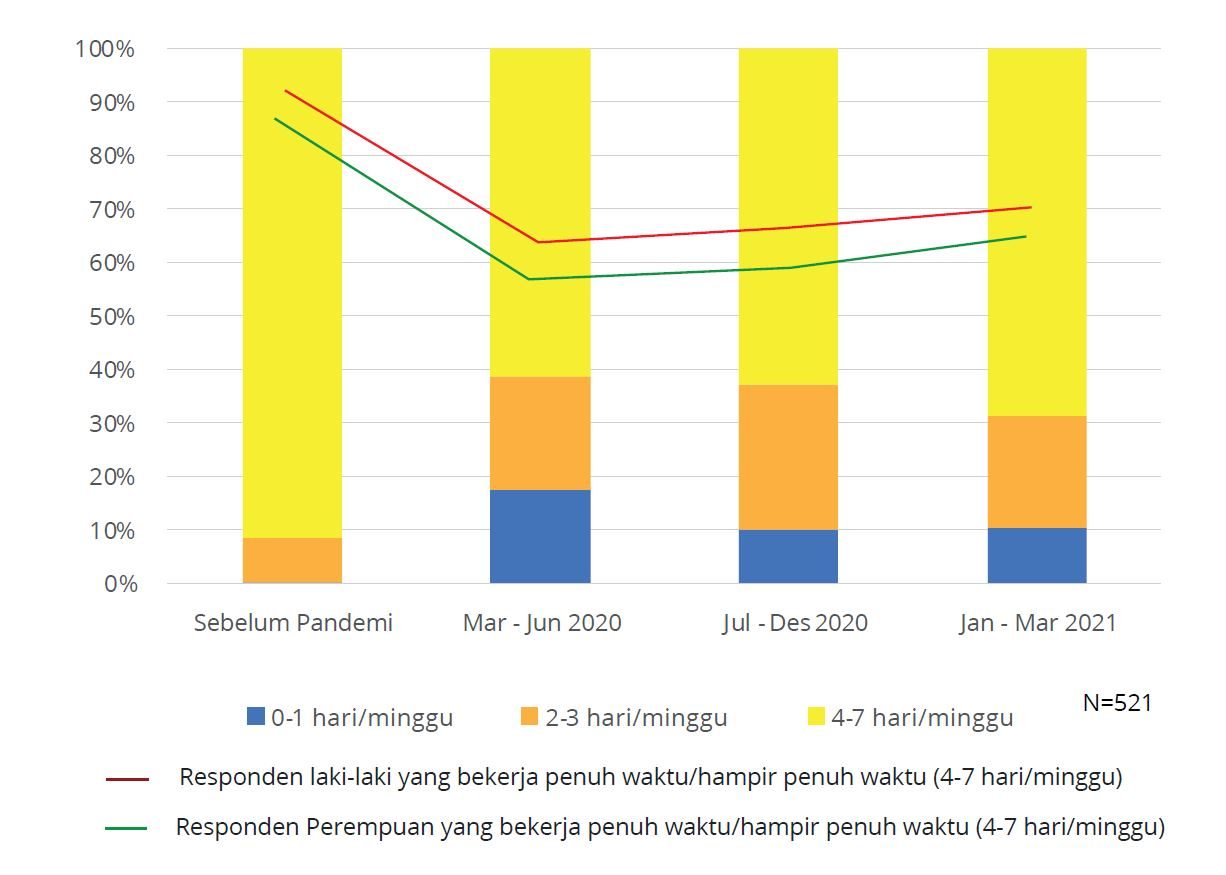 100%
90%
80%
70%
60%
50%
40%
30%
20%
10%
0%
Sebelum Pandemi
Mar - Jun 2020
Jul - Des 2020
Jan - Mar 2021
0-1 hari/minggu
2-3 hari/minggu
4-7 hari/minggu
N=521
Responden laki-laki yang bekerja penuh waktu/hampir penuh waktu (4-7 hari/minggu)
Responden Perempuan yang bekerja penuh waktu/hampir penuh waktu (4-7 hari/minggu)